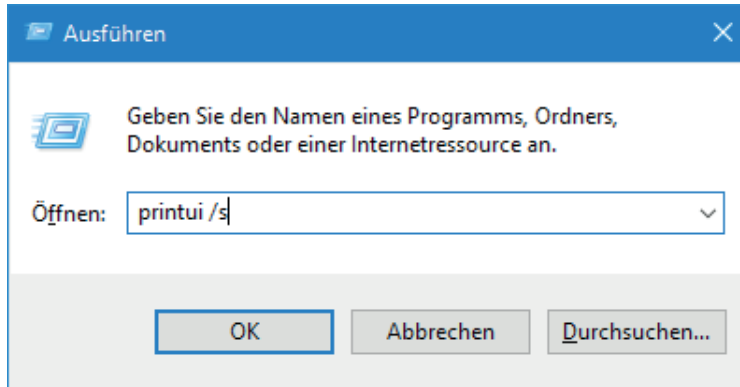 Ausführen
Geben Sie den Namen eines Programms, Ordners,
Dokuments oder einer Internetressource an.
Öffnen: printui /s
OK Abbrechen Durchsuchen...